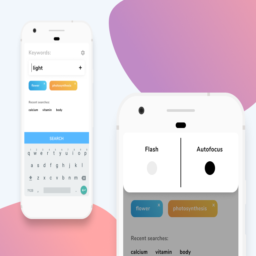 Keywords
light
flower
photosynthesis
Recent searches
calcium vitamin body
SEARCH
q w e r t y u i o p
a s d f g h j k l
z x c v b n m
Flash Autofocus
flower photosynthesis
Recent searches
calcium vitamin body